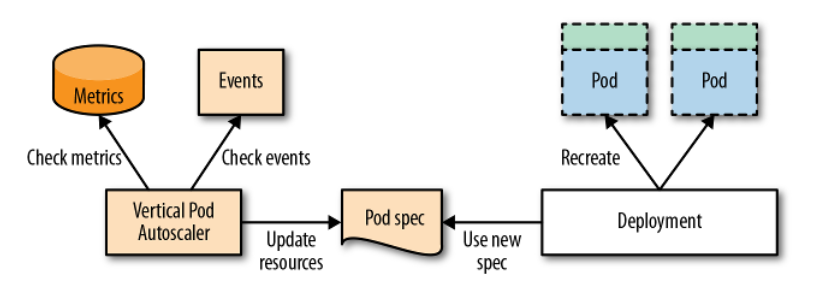 Metrics
Events
Pod
Pod
Check metrics
Check events
Recreate
Vertical Pod
Autoscaler
Update
resources
Pod spec
Use new
spec
Deployment